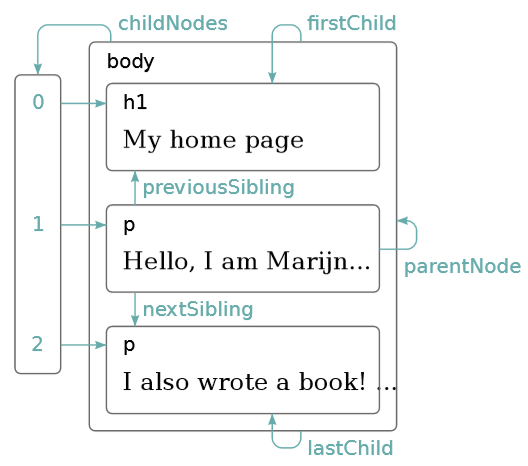 childNodes
firstChild
body
0
h1
My home page
previousSibling
1
p
Hello, I am Marijn...
parentNode
nextSibling
2
p
I also wrote a book! ...
lastChild